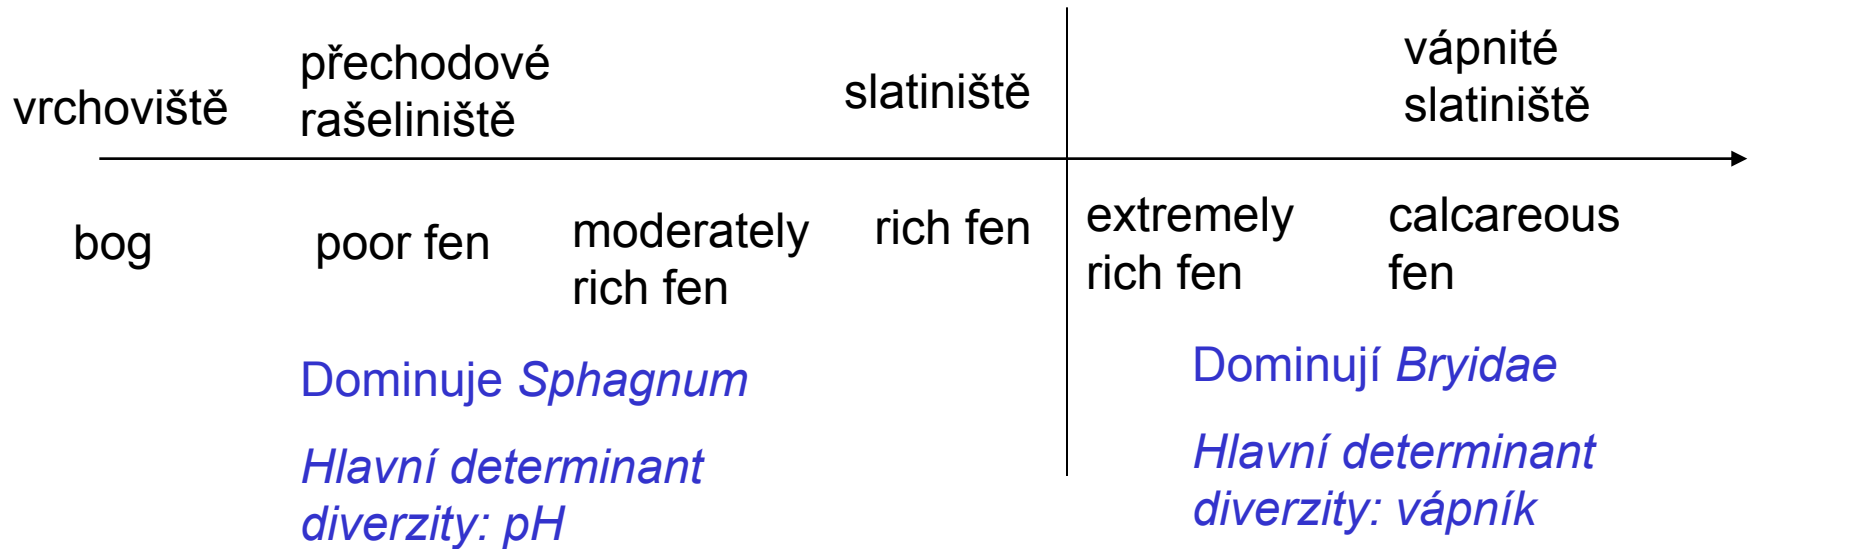 vrchoviště
přechodové
rašeliniště
slatiniště
vápnité
slatiniště
bog
poor fen
moderately
rich fen
rich fen
extremely
rich fen
calcareous
fen
Dominuje Sphagnum
Hlavní determinant
diverzity: pH
Dominují Bryidae
Hlavní determinant
diverzity: vápník